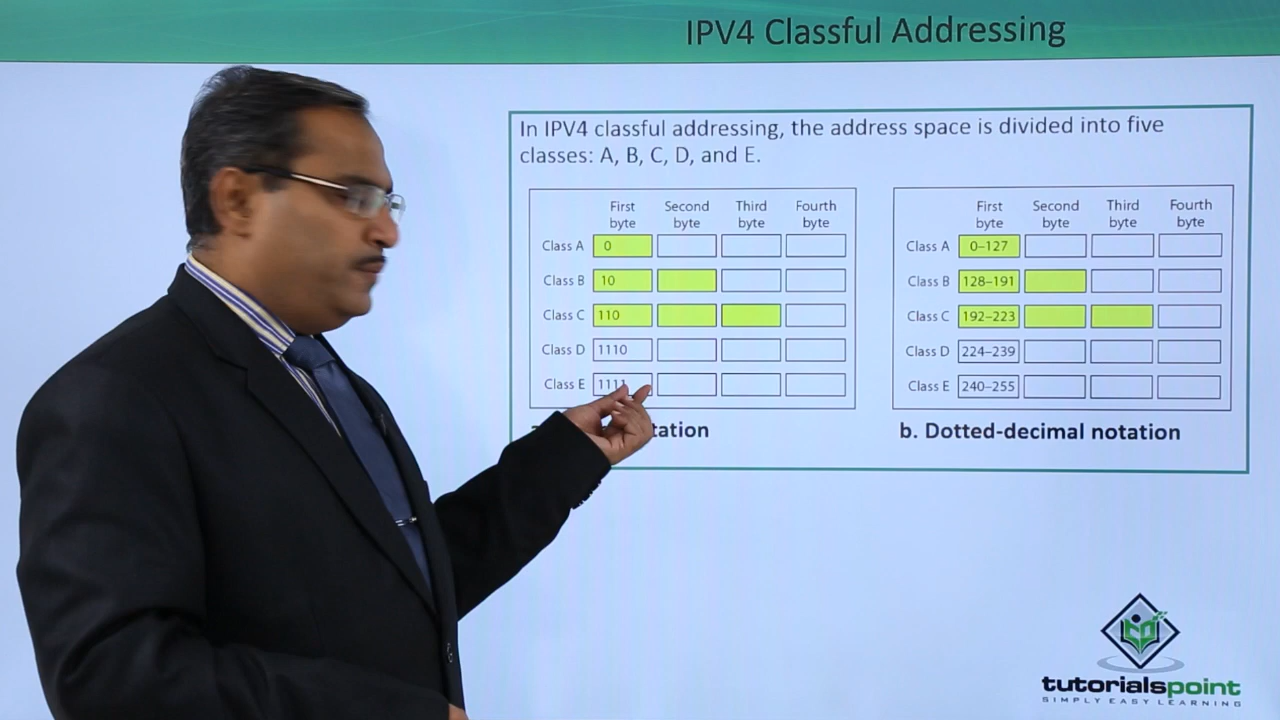 IPV4 Classful Addressing
In IPV4 classful addressing, the address space is divided into five
classes: A, B, C, D, and E.
First byte Second byte Third byte Fourth byte
Class A 0
Class B 10
Class C 110
Class D 1110
Class E 1111
First byte Second byte Third byte Fourth byte
Class A 0–127
Class B 128–191
Class C 192–223
Class D 224–239
Class E 240–255
b. Dotted-decimal notation
tutorialspoint
SIMPLY EASY LEARNING